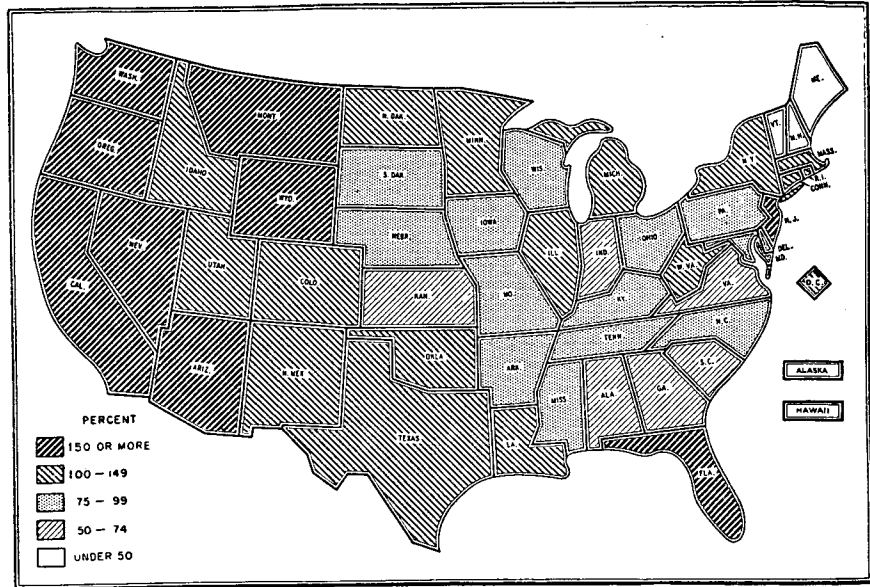 WASH.
MONT.
N. DAK
MINN.
ME.
VT.
N.H.
OREG.
IDAHO
S. DAK
WIS.
MICH.
N.Y.
MASS.
R.I.
CONN.
WYO.
IOWA
PA.
N. J.
NEV.
NEBR.
ILL
IND.
OHIO
DEL.
MD.
CAL.
UTAH
COLO.
KAN
MO.
W. VA.
VA.
D. C.
KY.
N.C.
TENN.
ARIZ.
N. MEX
OKLA
ARK.
S. C.
ALASKA
MISS
ALA
GA.
HAWAII
TEXAS
LA.
FLA.
PERCENT
150 OR MORE
100 – 149
75 – 99
50 – 74
UNDER 50